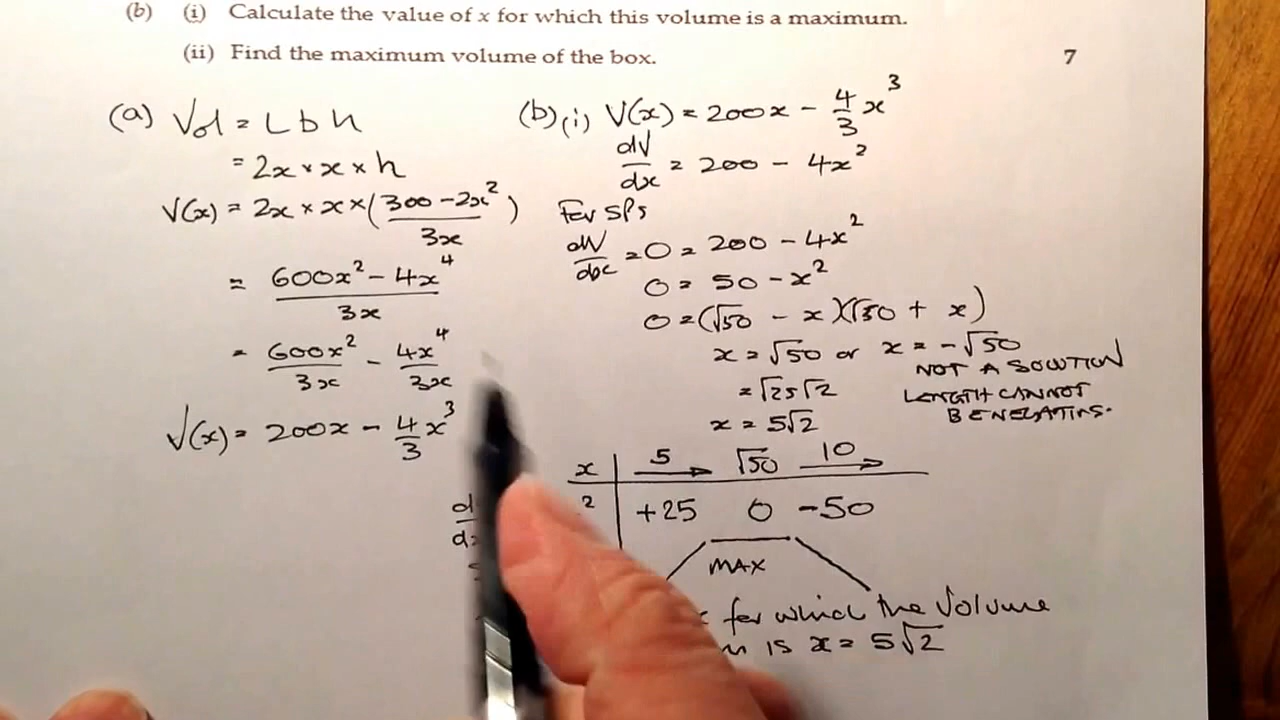 (b) (i) Calculate the value of x for which this volume is a maximum.
(ii) Find the maximum volume of the box. 7
(a) Vol = L b h
= 2x × x × h
V(x) = 2x × x × (300 - 2x² / 3x)
= 600x² - 4x⁴ / 3x
= 600x² / 3x - 4x⁴ / 3x
V(x) = 200x - 4/3 x³
(b) (i) V(x) = 200x - 4/3 x³
dV/dx = 200 - 4x²
For SPs
dV/dx = 0 = 200 - 4x²
0 = 50 - x²
0 = (√50 - x)(√50 + x)
x = √50 or x = -√50
NOT A SOLUTION
= √25√2
LENGTH CANNOT
x = 5√2
BE NEGATIVE.
x 5 → √50 10 →
2 +25 0 -50
MAX
for which the Volume
is x = 5√2